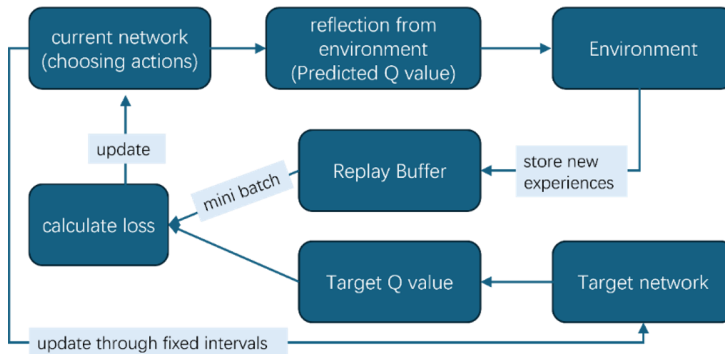 current network
(choosing actions)
reflection from
environment
(Predicted Q value)
Environment
update
mini batch
Replay Buffer
store new
experiences
calculate loss
Target Q value
Target network
update through fixed intervals